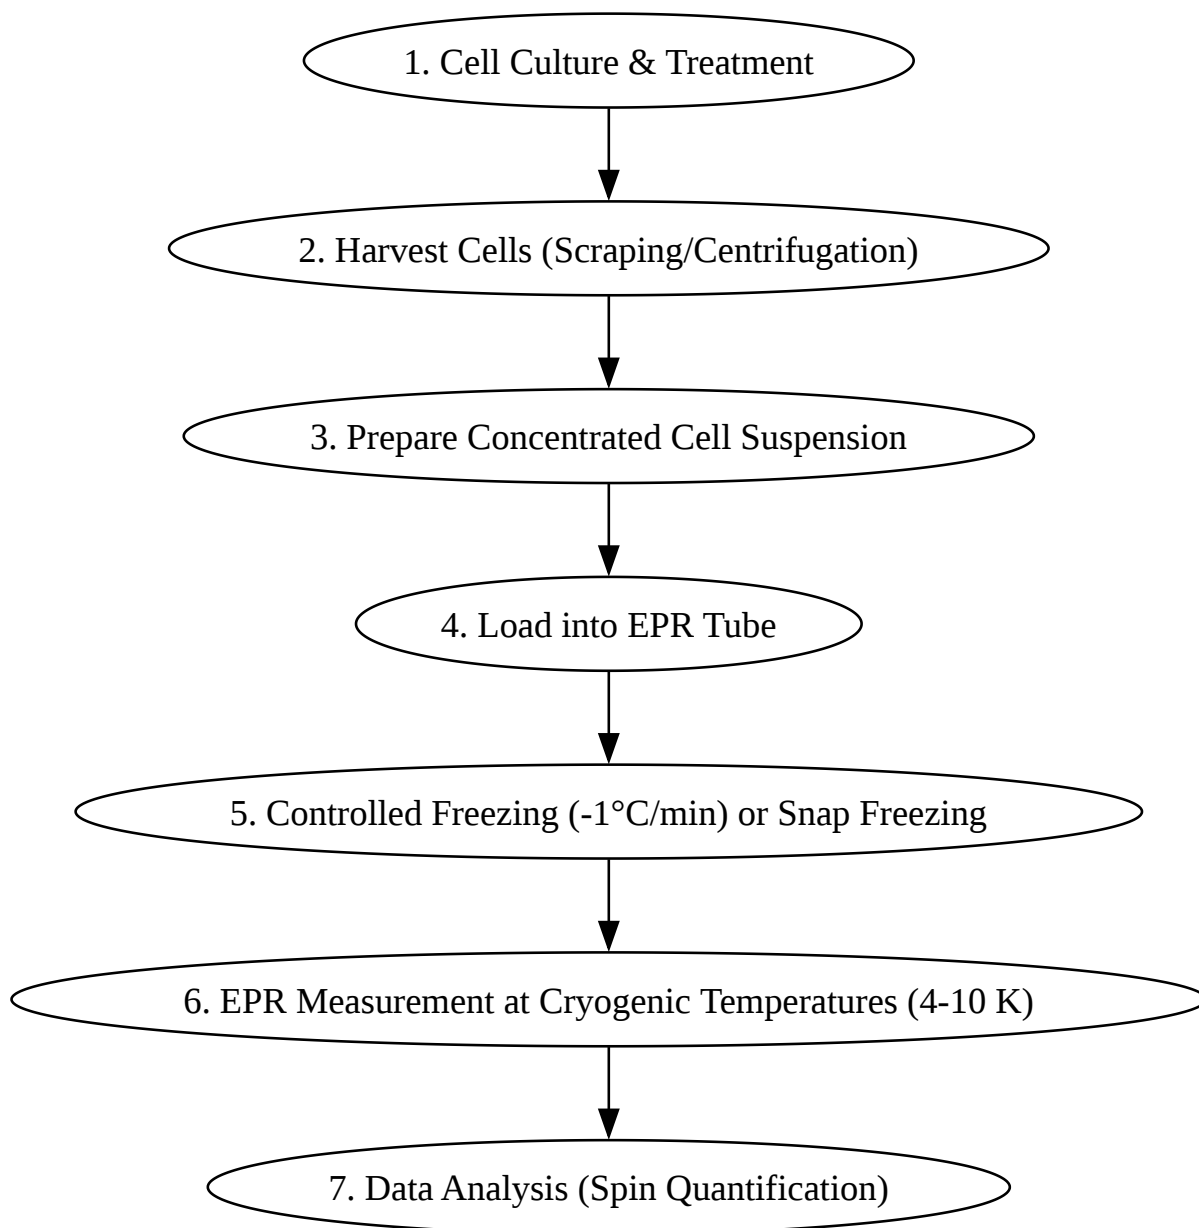 1. Cell Culture & Treatment
2. Harvest Cells (Scraping/Centrifugation)
3. Prepare Concentrated Cell Suspension
4. Load into EPR Tube
5. Controlled Freezing (-1°C/min) or Snap Freezing
6. EPR Measurement at Cryogenic Temperatures (4-10 K)
7. Data Analysis (Spin Quantification)